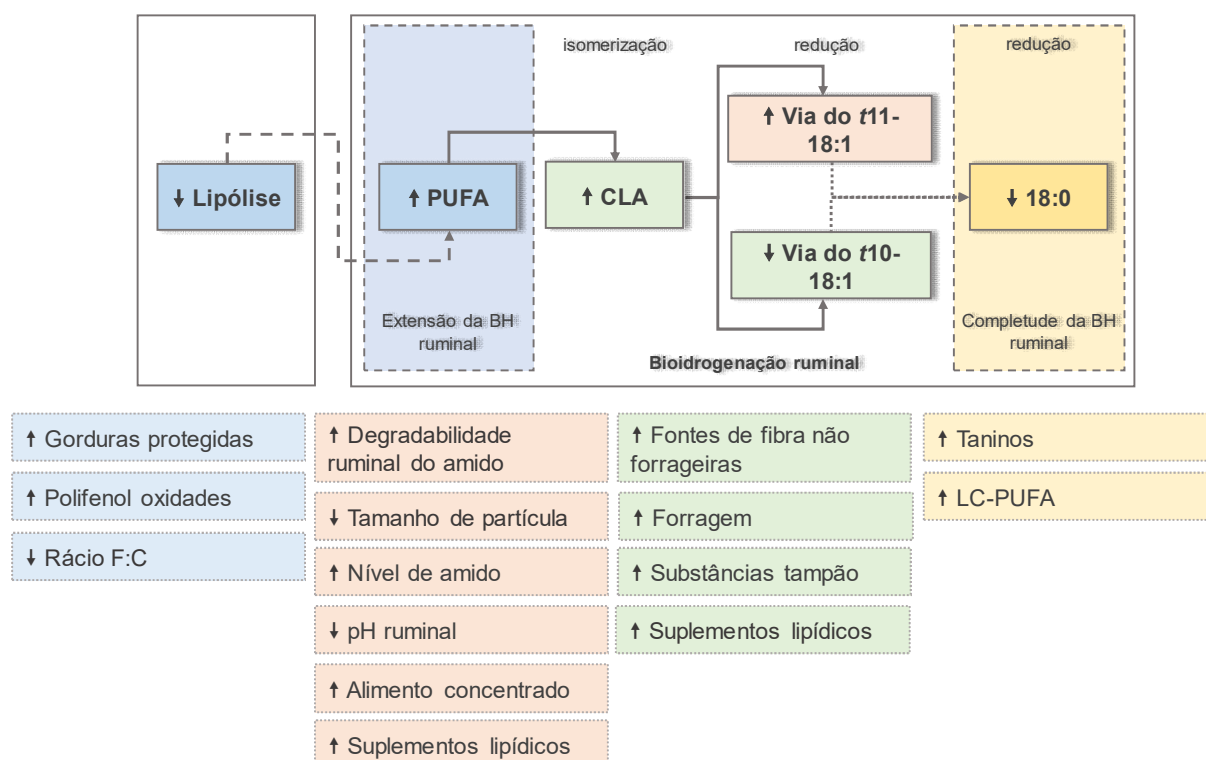 isomerização
redução
redução
↓ Lipólise
↑ PUFA
↑ CLA
↑ Via do t11-
18:1
↓ Via do t10-
18:1
↓ 18:0
Extensão da BH
ruminal
Completude da BH
ruminal
Bioidrogenação ruminal
↑ Gorduras protegidas
↑ Polifenol oxidades
↓ Rácio F:C
↑ Degradabilidade
ruminal do amido
↓ Tamanho de partícula
↑ Nível de amido
↓ pH ruminal
↑ Alimento concentrado
↑ Suplementos lipídicos
↑ Fontes de fibra não
forrageiras
↑ Forragem
↑ Substâncias tampão
↑ Suplementos lipídicos
↑ Taninos
↑ LC-PUFA